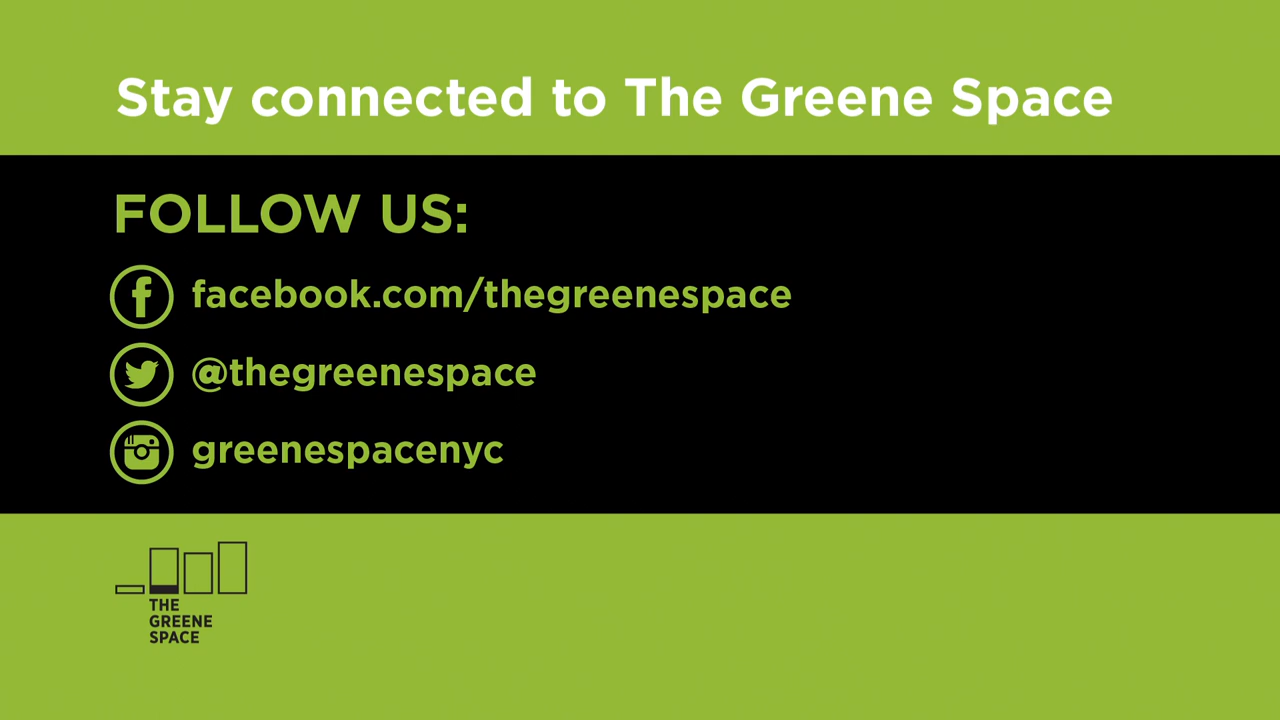 Stay connected to The Greene Space
FOLLOW US:
facebook.com/thegreenespace
@thegreenespace
greenespacenyc
THE
GREENE
SPACE